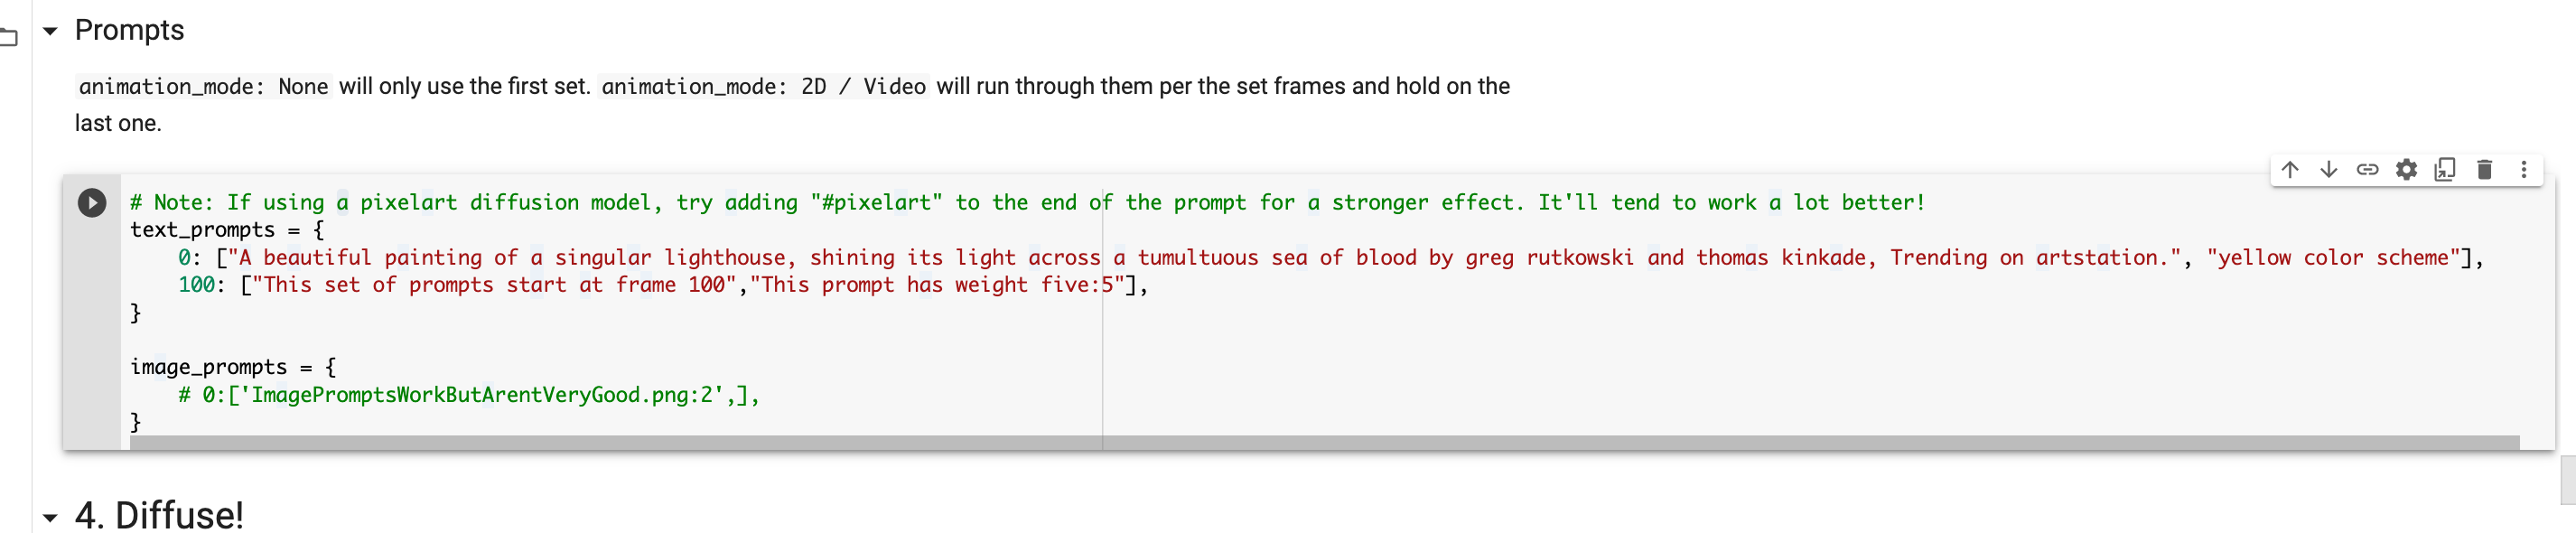 Prompts
animation_mode: None will only use the first set. animation_mode: 2D / Video will run through them per the set frames and hold on the
last one.
# Note: If using a pixelart diffusion model, try adding "#pixelart" to the end of the prompt for a stronger effect. It'll tend to work a lot better!
text_prompts = {
    0: ["A beautiful painting of a singular lighthouse, shining its light across a tumultuous sea of blood by greg rutkowski and thomas kinkade, Trending on artstation.", "yellow color scheme"],
    100: ["This set of prompts start at frame 100","This prompt has weight five:5"],
}
image_prompts = {
    # 0:['ImagePromptsWorkButArentVeryGood.png:2',],
}
4. Diffuse!